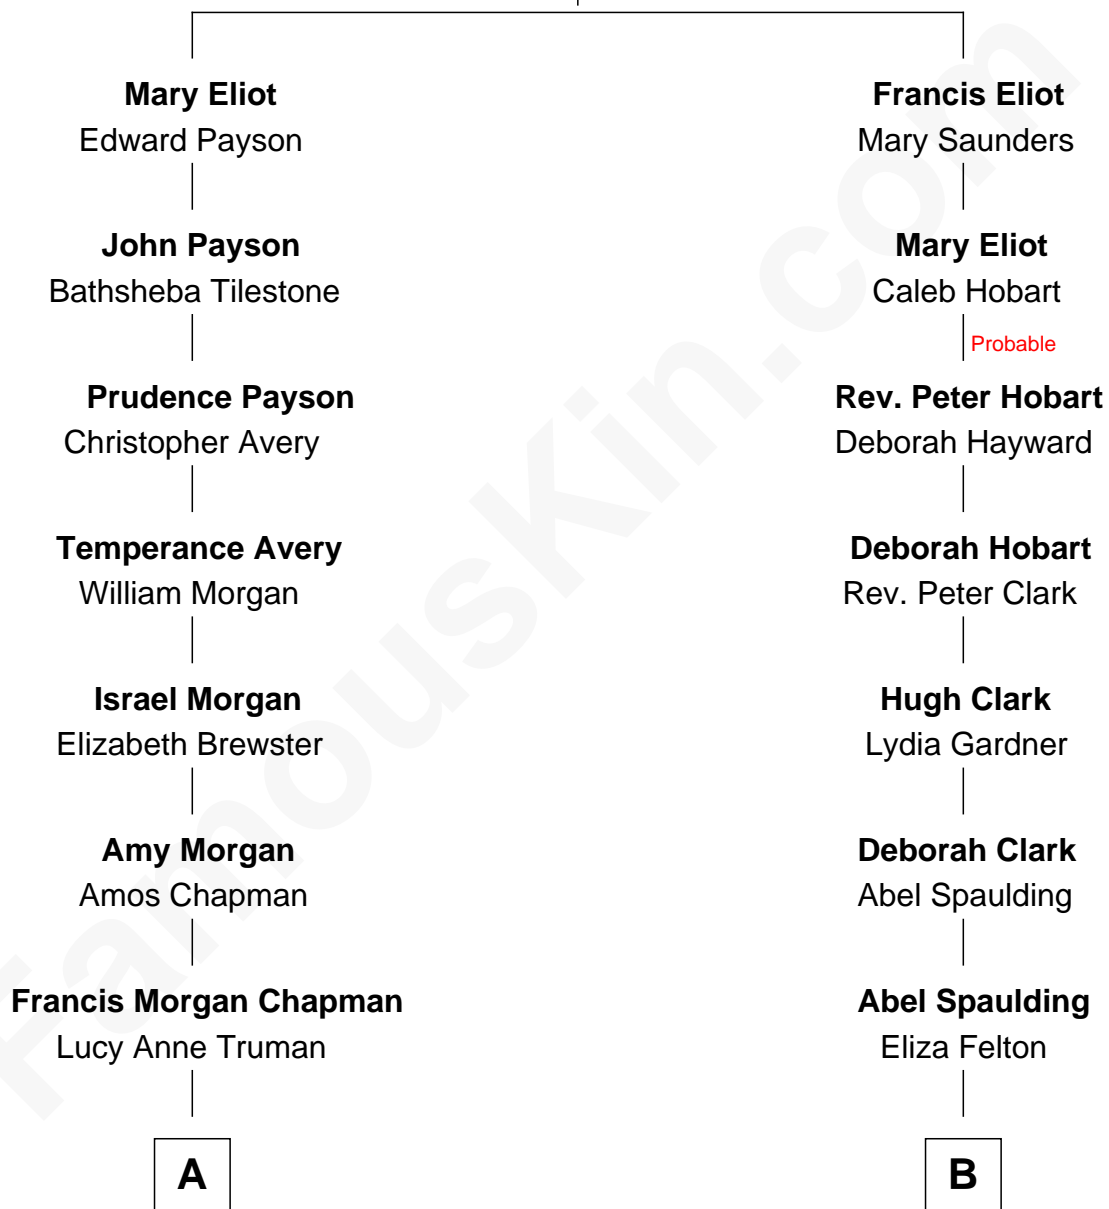 Mary Eliot
Edward Payson
John Payson
Bathsheba Tilestone
Prudence Payson
Christopher Avery
Temperance Avery
William Morgan
Israel Morgan
Elizabeth Brewster
Amy Morgan
Amos Chapman
Francis Morgan Chapman
Lucy Anne Truman
A
Francis Eliot
Mary Saunders
Mary Eliot
Caleb Hobart
Probable
Rev. Peter Hobart
Deborah Hayward
Deborah Hobart
Rev. Peter Clark
Hugh Clark
Lydia Gardner
Deborah Clark
Abel Spaulding
Abel Spaulding
Eliza Felton
B
FamousKin.com